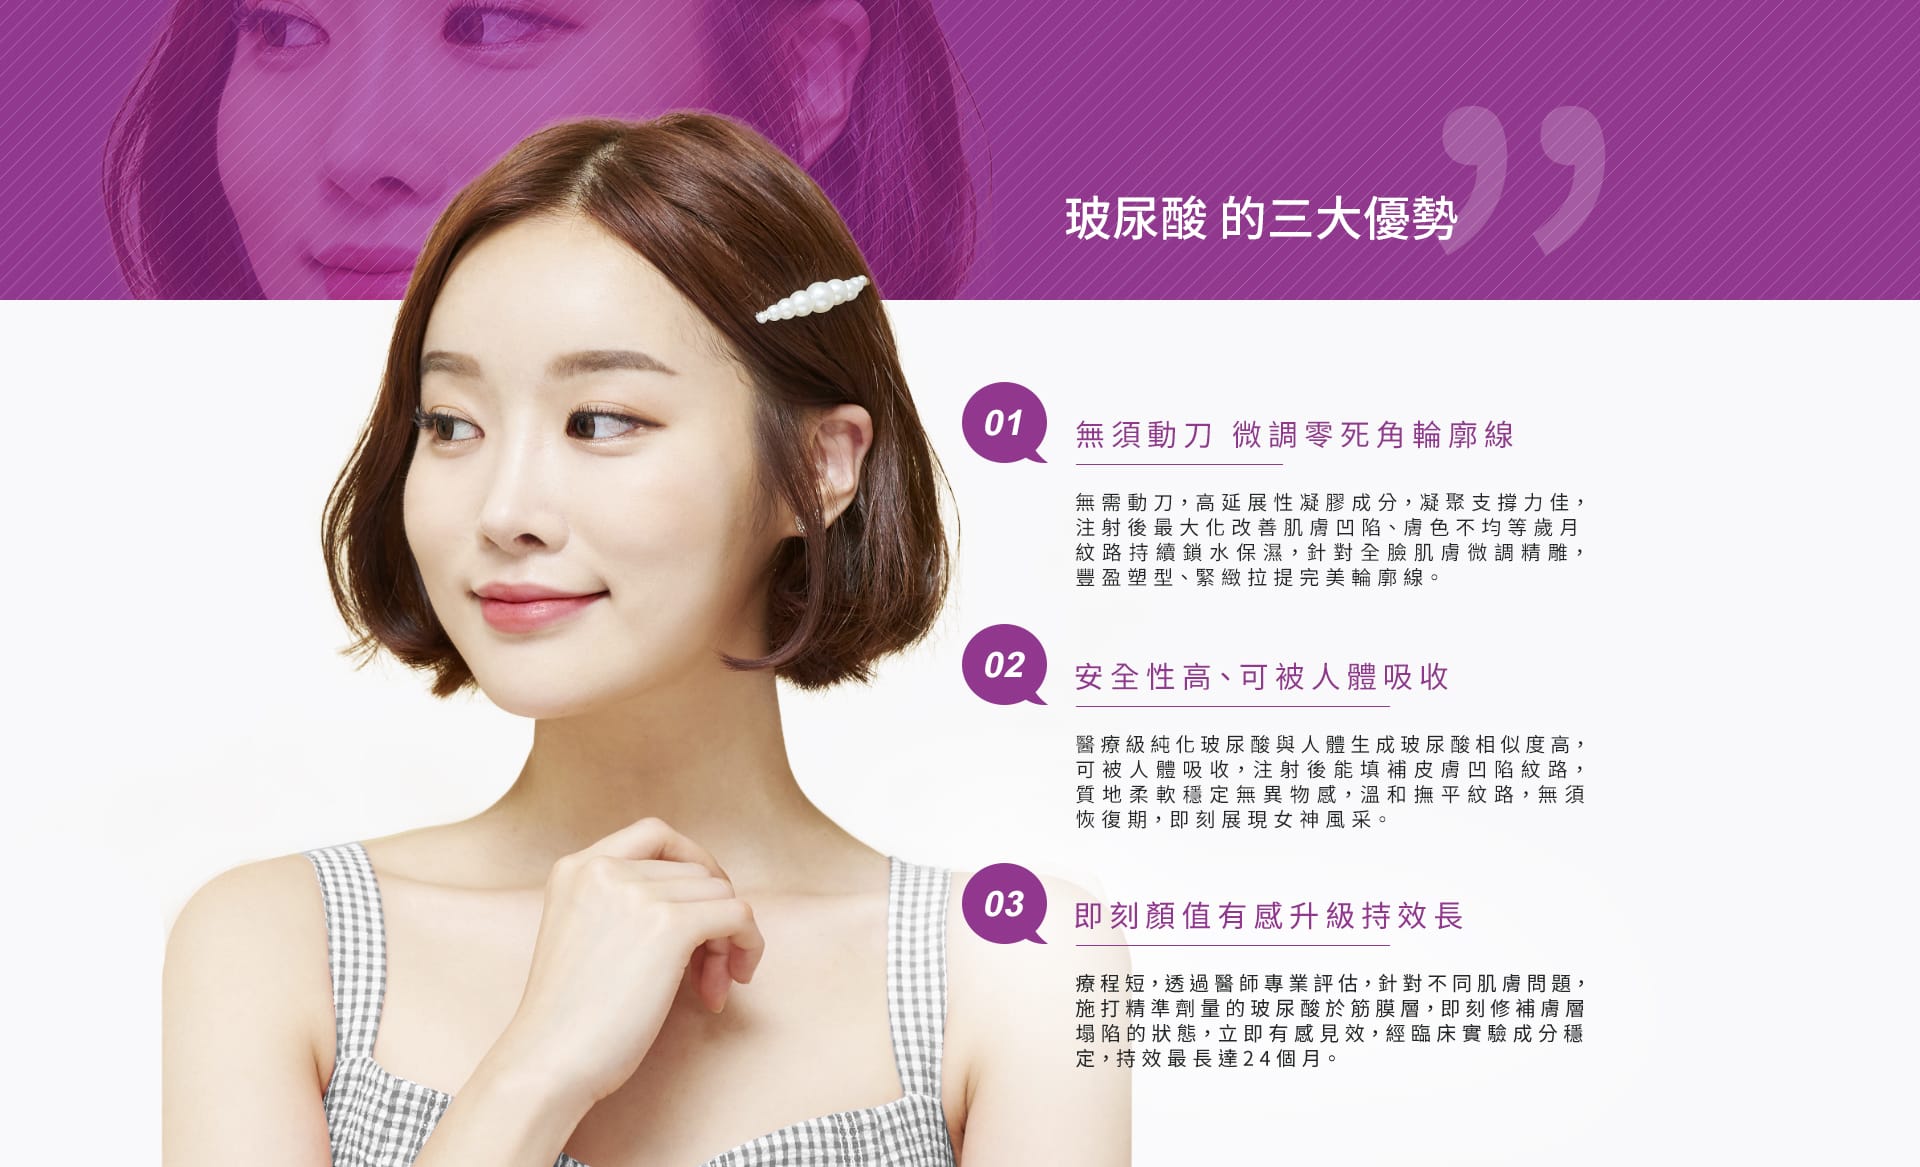 玻尿酸 的三大優勢
01
無須動刀 微調零死角輪廓線
無需動刀，高延展性凝膠成分，凝聚支撐力佳，
注射後最大化改善肌膚凹陷、膚色不均等歲月
紋路持續鎖水保濕，針對全臉肌膚微調精雕，
豐盈塑型、緊緻拉提完美輪廓線。
02
安全性高、可被人體吸收
醫療級純化玻尿酸與人體生成玻尿酸相似度高，
可被人體吸收，注射後能填補皮膚凹陷紋路，
質地柔軟穩定無異物感，溫和撫平紋路，無須
恢復期，即刻展現女神風采。
03
即刻顏值有感升級持效長
療程短，透過醫師專業評估，針對不同肌膚問題，
施打精準劑量的玻尿酸於筋膜層，即刻修補膚層
塌陷的狀態，立即有感見效，經臨床實驗成分穩
定，持效最長達24個月。